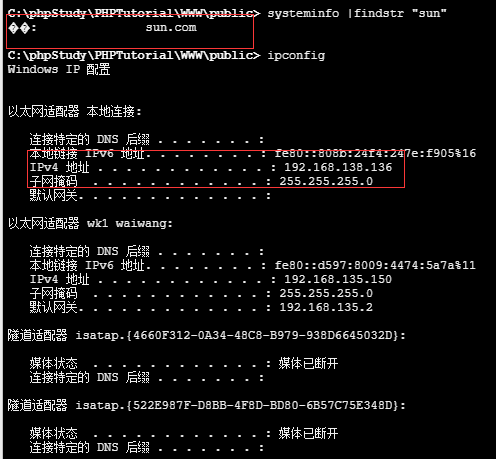 C:\phpStudy\PHPTutorial\WWW\public> systeminfo |findstr "sun"
��: sun.com
C:\phpStudy\PHPTutorial\WWW\public> ipconfig
Windows IP 配置
以太网适配器 本地连接:
连接特定的 DNS 后缀 . . . . . . . :
本地链接 IPv6 地址. . . . . . . . : fe80::808b:24f4:247e:f905%16
IPv4 地址 . . . . . . . . . . . . : 192.168.138.136
子网掩码 . . . . . . . . . . . . : 255.255.255.0
默认网关. . . . . . . . . . . . . :
以太网适配器 wk1 waiwang:
连接特定的 DNS 后缀 . . . . . . . :
本地链接 IPv6 地址. . . . . . . . : fe80::d597:8009:4474:5a7a%11
IPv4 地址 . . . . . . . . . . . . : 192.168.135.150
子网掩码 . . . . . . . . . . . . : 255.255.255.0
默认网关. . . . . . . . . . . . . : 192.168.135.2
隧道适配器 isatap.{4660F312-0A34-48C8-B979-938D6645032D}:
媒体状态 . . . . . . . . . . . . : 媒体已断开
连接特定的 DNS 后缀 . . . . . . . :
隧道适配器 isatap.{522E987F-D8BB-4F8D-BD80-6B57C75E348D}:
媒体状态 . . . . . . . . . . . . : 媒体已断开
连接特定的 DNS 后缀 . . . . . . . :